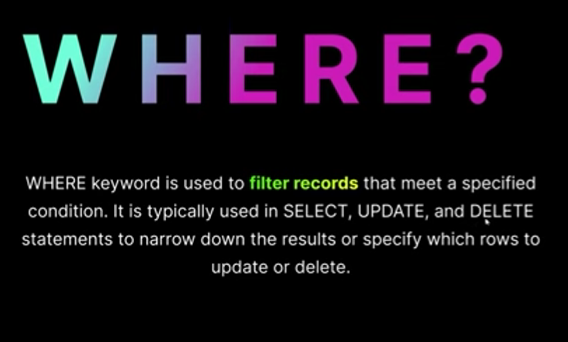 WHERE?
WHERE keyword is used to filter records that meet a specified
condition. It is typically used in SELECT, UPDATE, and DELETE
statements to narrow down the results or specify which rows to
update or delete.